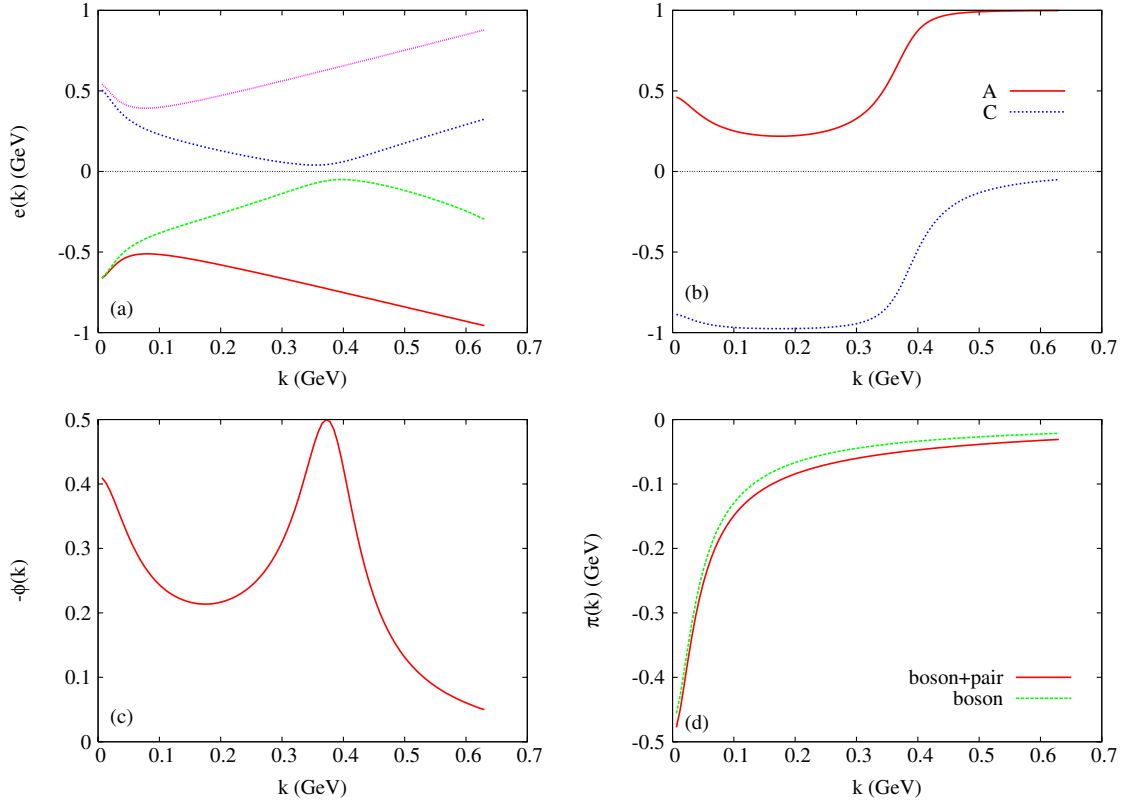 1
0.5
0
-0.5
-1
e(k) (GeV)
(a)
0 0.1 0.2 0.3 0.4 0.5 0.6 0.7
k (GeV)
1
0.5
0
-0.5
-1
A
C
(b)
0 0.1 0.2 0.3 0.4 0.5 0.6 0.7
k (GeV)
0.5
0.4
0.3
0.2
0.1
0
-ϕ(k)
(c)
0 0.1 0.2 0.3 0.4 0.5 0.6 0.7
k (GeV)
0
-0.1
-0.2
-0.3
-0.4
-0.5
π(k) (GeV)
boson+pair
boson
(d)
0 0.1 0.2 0.3 0.4 0.5 0.6 0.7
k (GeV)